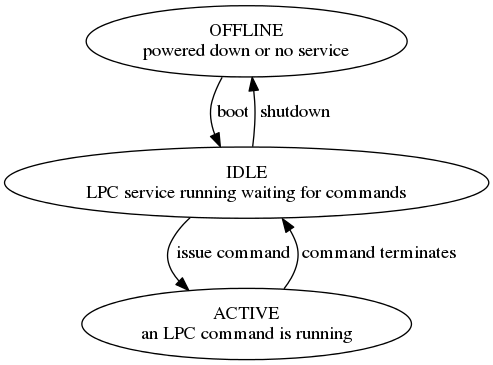 OFFLINE
powered down or no service
boot
shutdown
IDLE
LPC service running waiting for commands
issue command
command terminates
ACTIVE
an LPC command is running